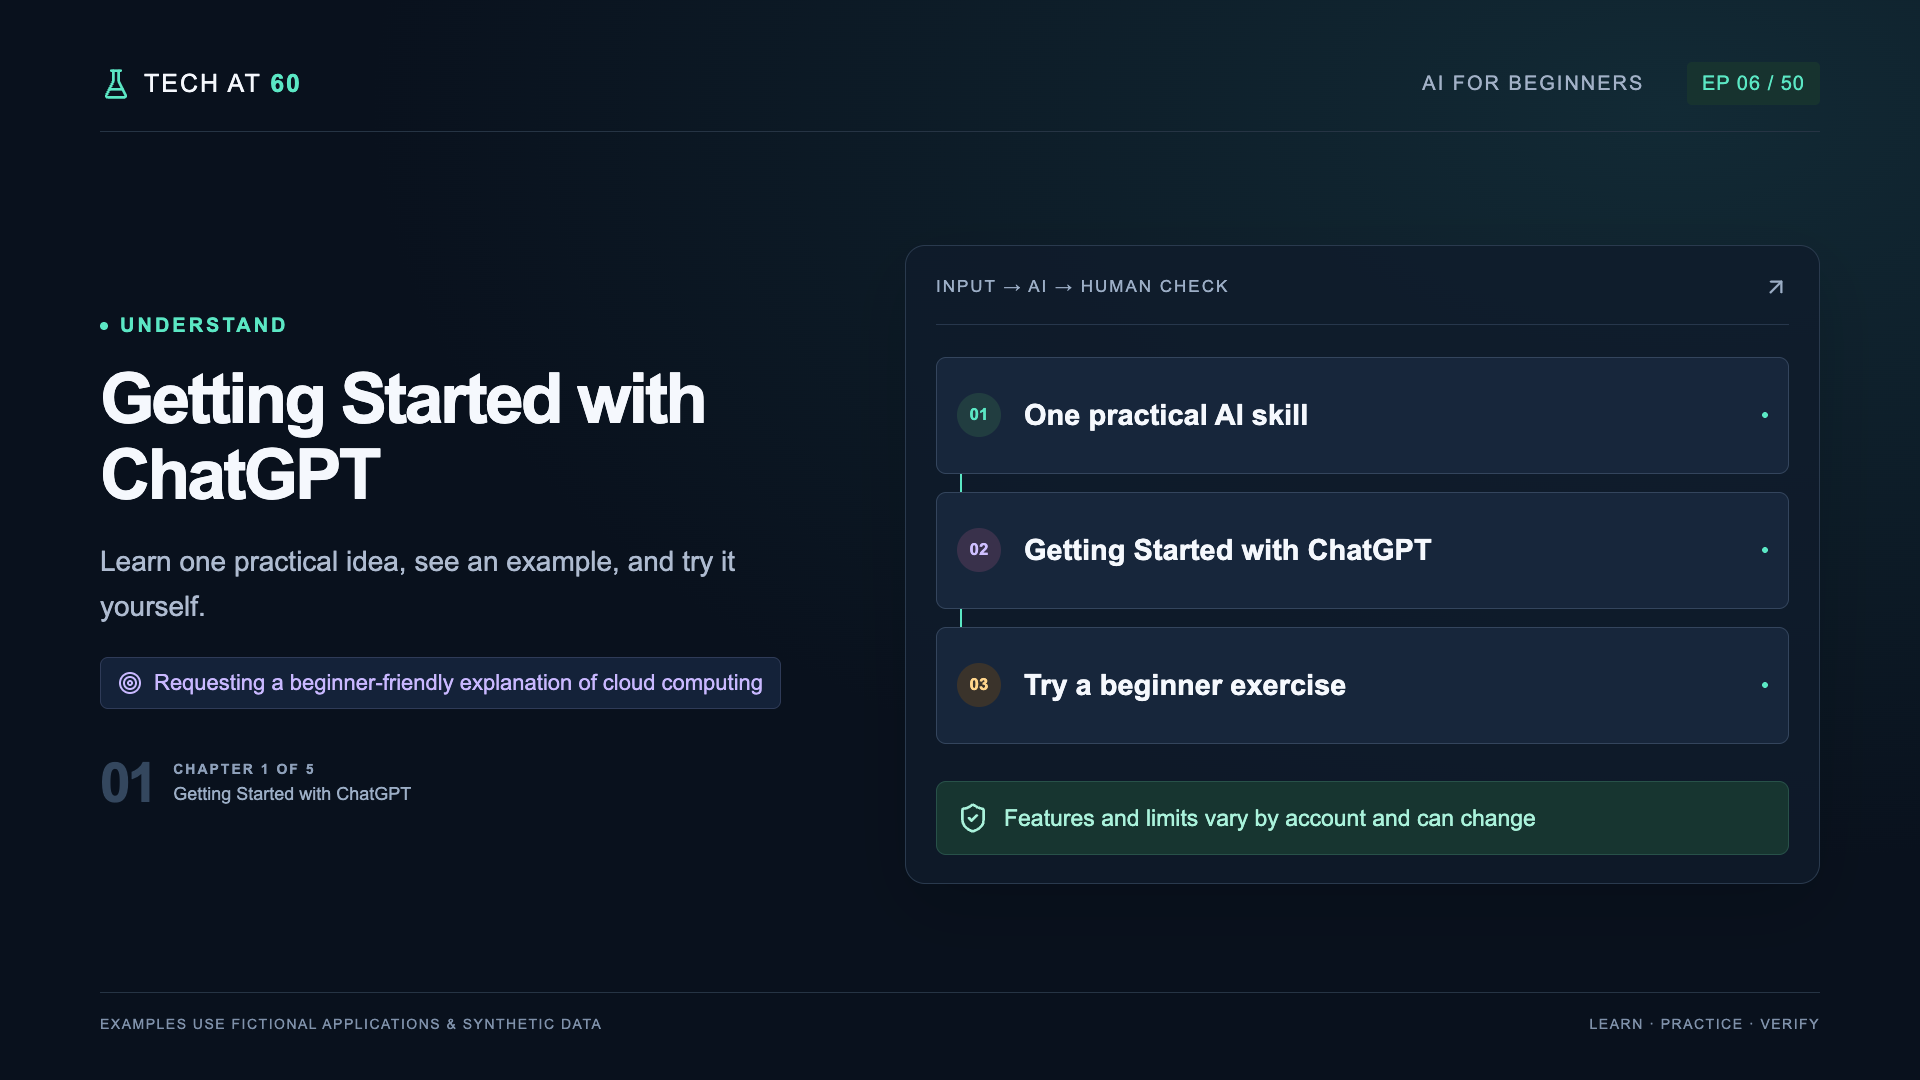 TECH AT 60
AI FOR BEGINNERS
EP 06 / 50
UNDERSTAND
Getting Started with
ChatGPT
Learn one practical idea, see an example, and try it
yourself.
Requesting a beginner-friendly explanation of cloud computing
01
CHAPTER 1 OF 5
Getting Started with ChatGPT
INPUT → AI → HUMAN CHECK
01 One practical AI skill
02 Getting Started with ChatGPT
03 Try a beginner exercise
Features and limits vary by account and can change
EXAMPLES USE FICTIONAL APPLICATIONS & SYNTHETIC DATA
LEARN · PRACTICE · VERIFY